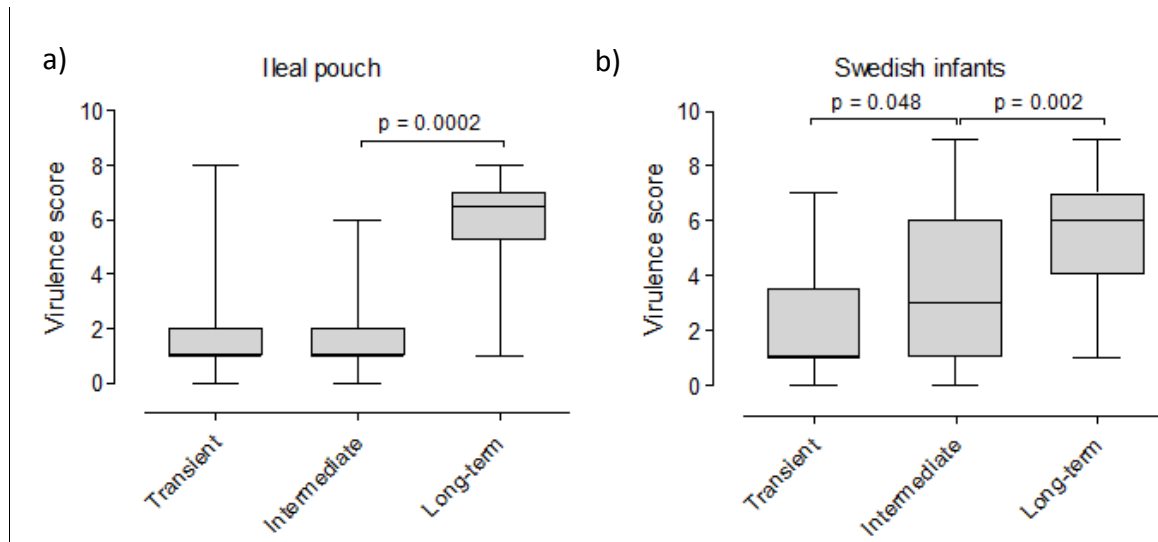 a)
Ileal pouch
p = 0.0002
Virulence score
10
8
6
4
2
0
Transient
Intermediate
Long-term
b)
Swedish infants
p = 0.048
p = 0.002
Virulence score
10
8
6
4
2
0
Transient
Intermediate
Long-term